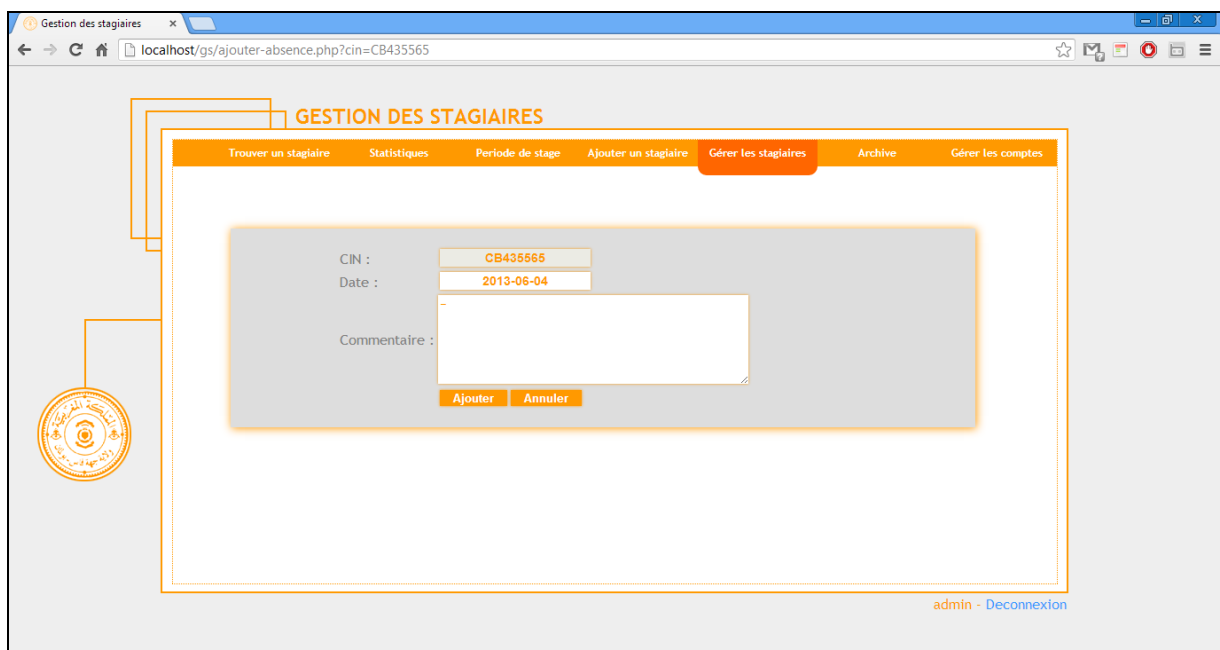 Gestion des stagiaires
localhost/gs/ajouter-absence.php?cin=CB435565
GESTION DES STAGIAIRES
Trouver un stagiaire Statistiques Periode de stage Ajouter un stagiaire Gérer les stagiaires Archive Gérer les comptes
CIN : CB435565
Date : 2013-06-04
–
Commentaire :
Ajouter Annuler
المملكة المغربية
admin - Deconnexion